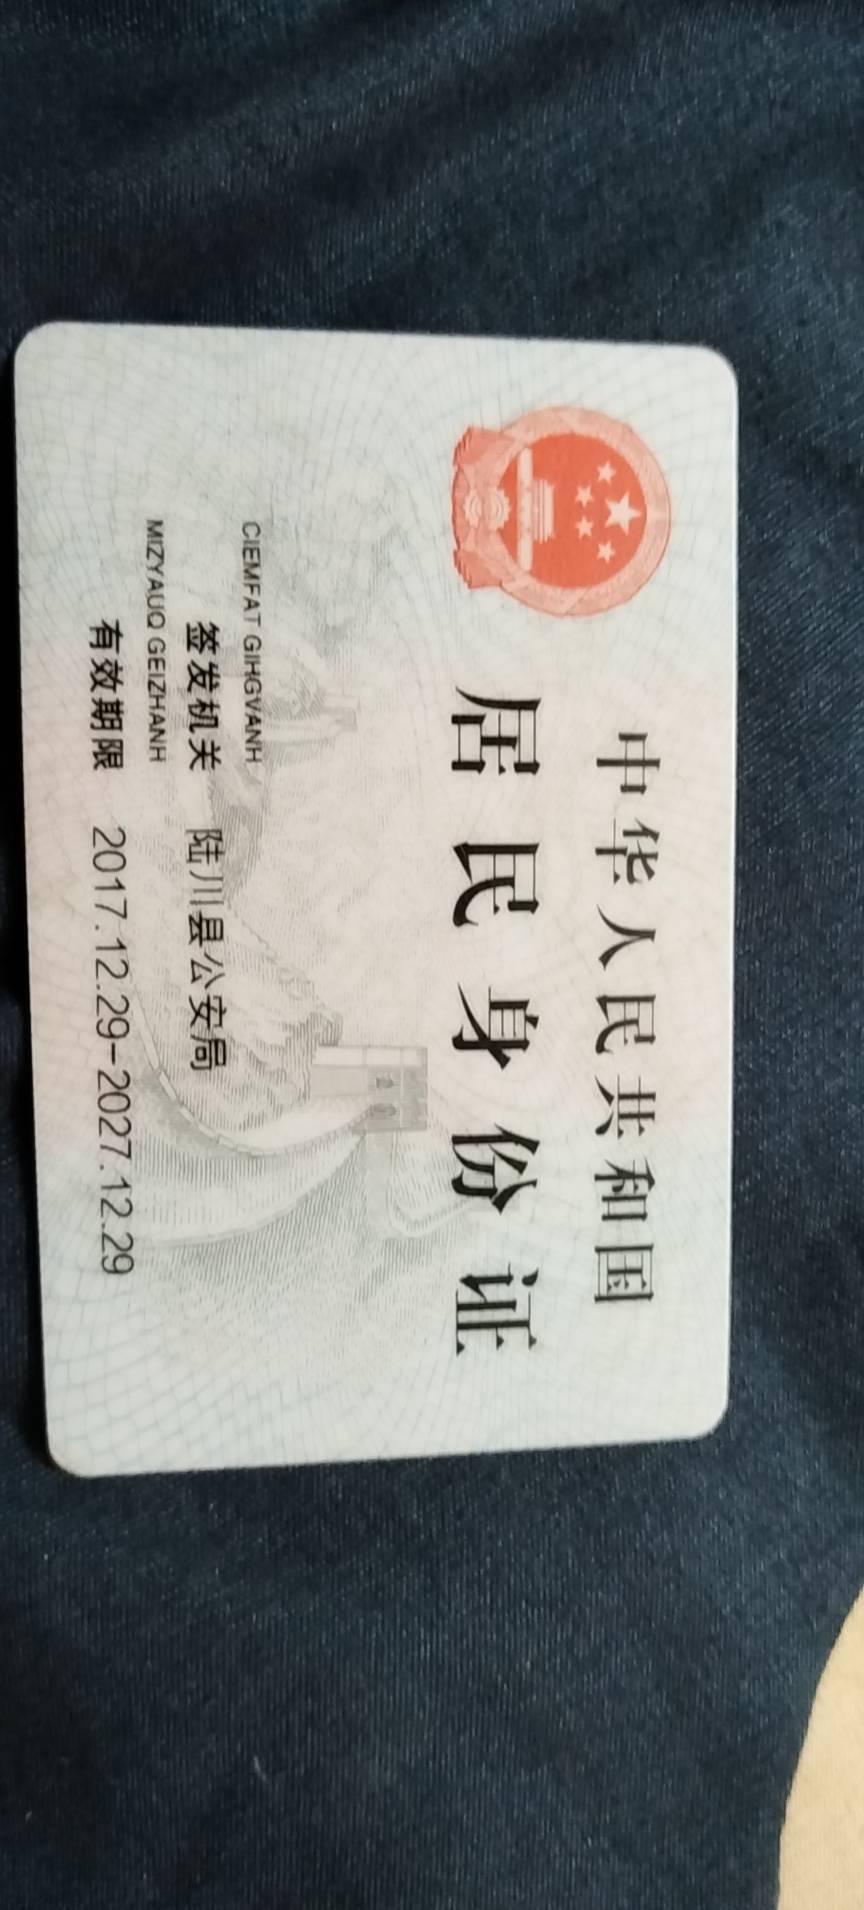 中华人民共和国
居民身份证
CIEMFAT GIHGVANH
签发机关 陆川县公安局
MIZYAUQ GEIZHANH
有效期限 2017.12.29-2027.12.29